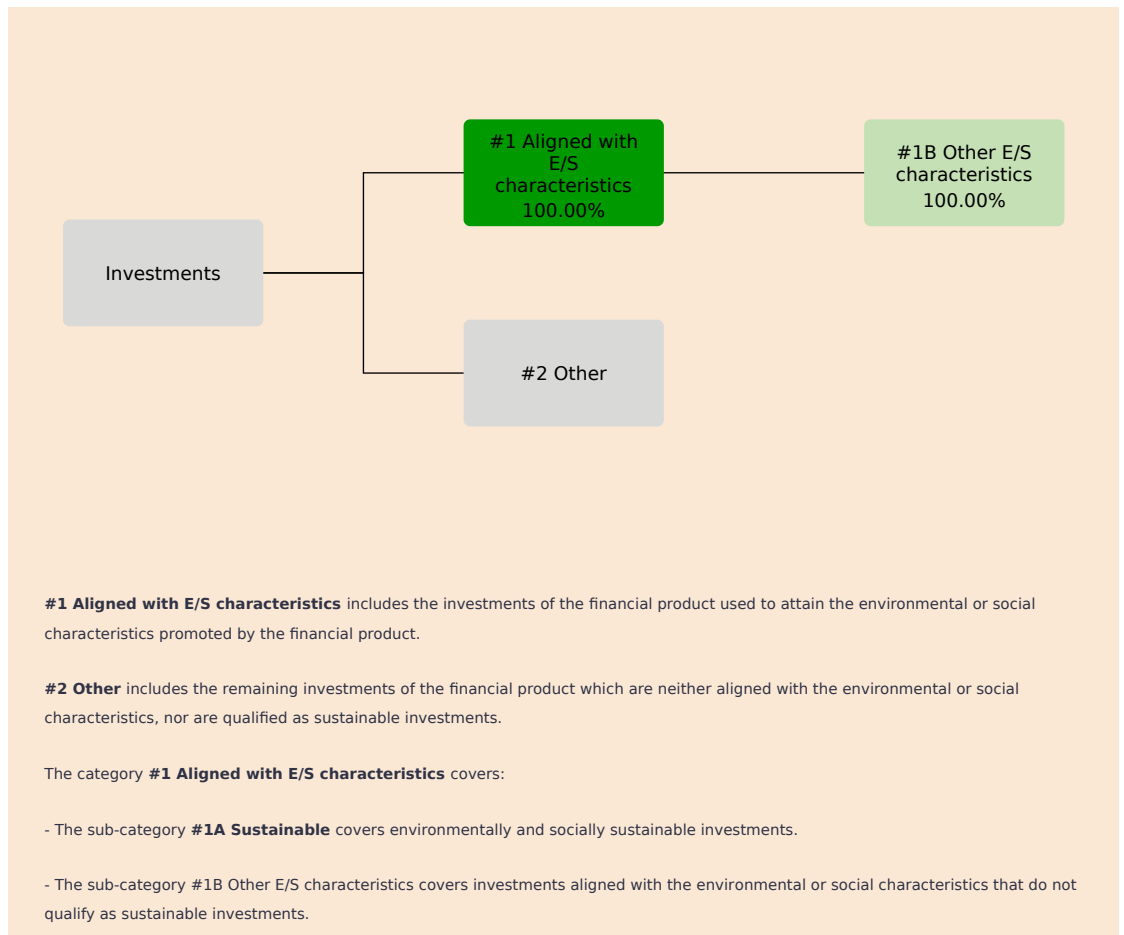 #1 Aligned with
E/S
characteristics
100.00%
#1B Other E/S
characteristics
100.00%
Investments
#2 Other
#1 Aligned with E/S characteristics includes the investments of the financial product used to attain the environmental or social
characteristics promoted by the financial product.
#2 Other includes the remaining investments of the financial product which are neither aligned with the environmental or social
characteristics, nor are qualified as sustainable investments.
The category #1 Aligned with E/S characteristics covers:
- The sub-category #1A Sustainable covers environmentally and socially sustainable investments.
- The sub-category #1B Other E/S characteristics covers investments aligned with the environmental or social characteristics that do not
qualify as sustainable investments.